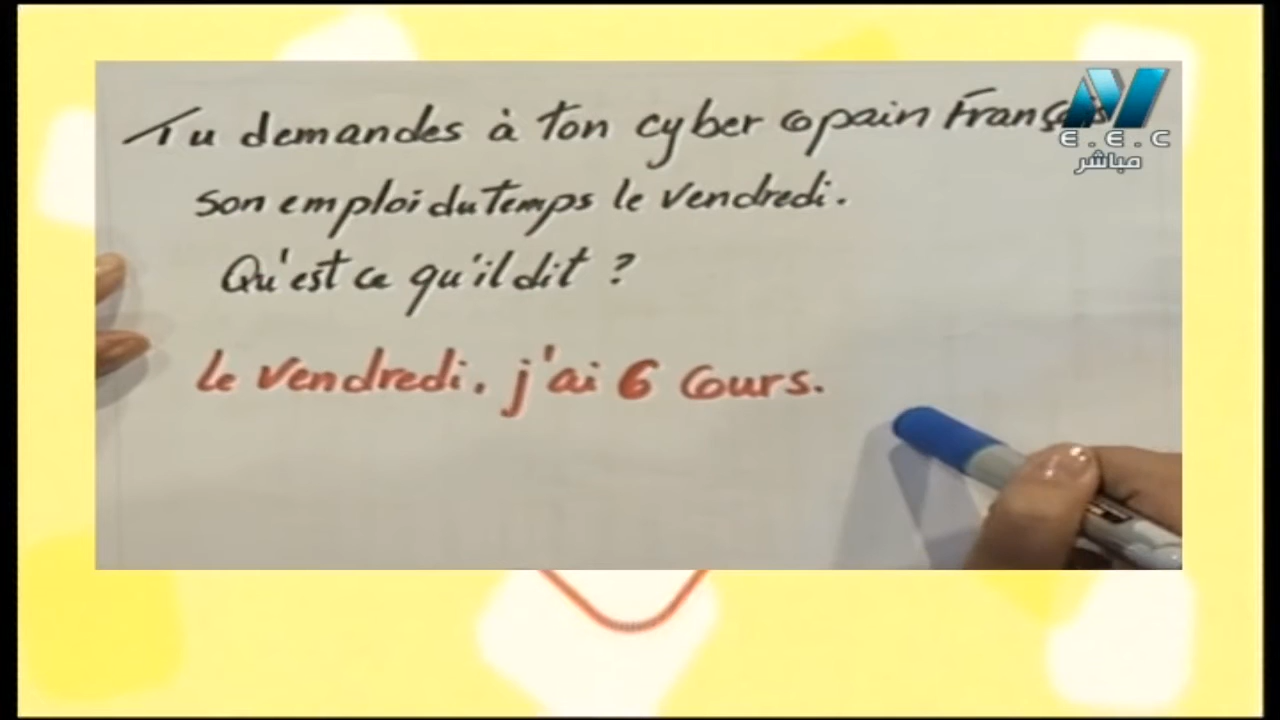 Tu demandes à ton cyber copain Français
son emploi du temps le vendredi.
Qu'est ce qu'il dit ?
le vendredi. j'ai 6 cours.
E.E.C
مباشر